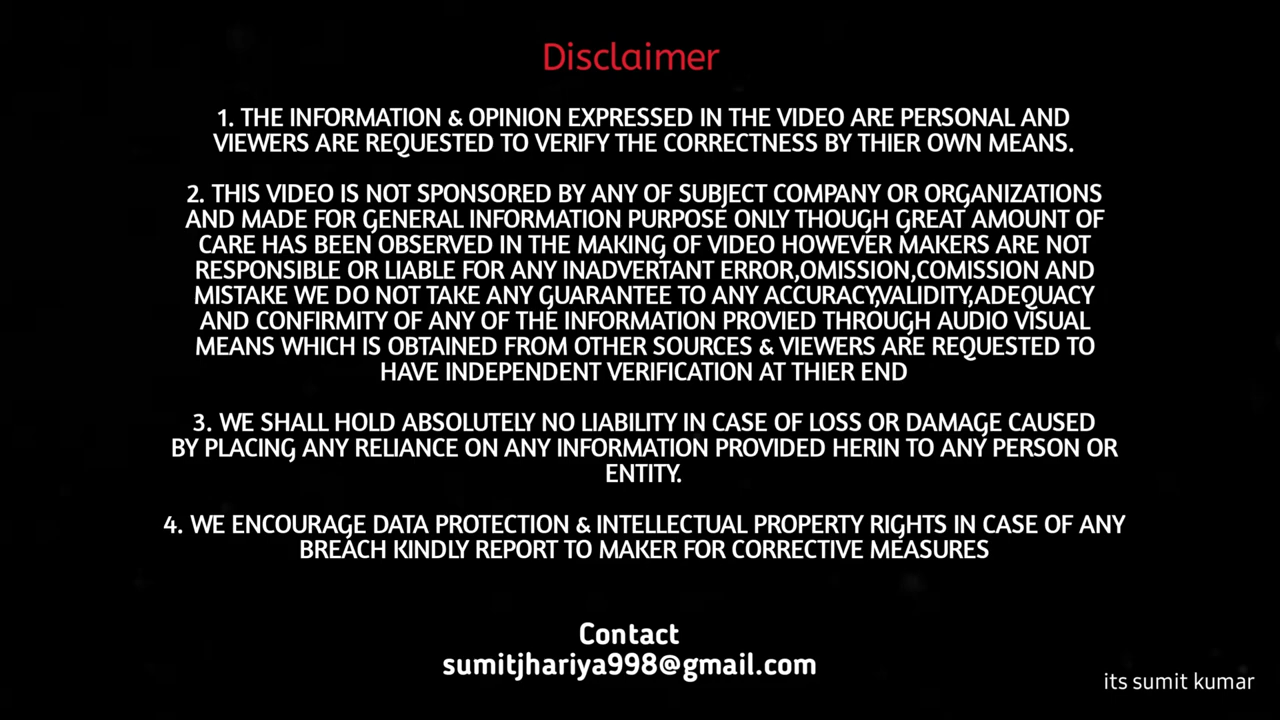 Disclaimer
1. THE INFORMATION & OPINION EXPRESSED IN THE VIDEO ARE PERSONAL AND
VIEWERS ARE REQUESTED TO VERIFY THE CORRECTNESS BY THIER OWN MEANS.
2. THIS VIDEO IS NOT SPONSORED BY ANY OF SUBJECT COMPANY OR ORGANIZATIONS
AND MADE FOR GENERAL INFORMATION PURPOSE ONLY THOUGH GREAT AMOUNT OF
CARE HAS BEEN OBSERVED IN THE MAKING OF VIDEO HOWEVER MAKERS ARE NOT
RESPONSIBLE OR LIABLE FOR ANY INADVERTANT ERROR,OMISSION,COMISSION AND
MISTAKE WE DO NOT TAKE ANY GUARANTEE TO ANY ACCURACY,VALIDITY,ADEQUACY
AND CONFIRMITY OF ANY OF THE INFORMATION PROVIED THROUGH AUDIO VISUAL
MEANS WHICH IS OBTAINED FROM OTHER SOURCES & VIEWERS ARE REQUESTED TO
HAVE INDEPENDENT VERIFICATION AT THIER END
3. WE SHALL HOLD ABSOLUTELY NO LIABILITY IN CASE OF LOSS OR DAMAGE CAUSED
BY PLACING ANY RELIANCE ON ANY INFORMATION PROVIDED HERIN TO ANY PERSON OR
ENTITY.
4. WE ENCOURAGE DATA PROTECTION & INTELLECTUAL PROPERTY RIGHTS IN CASE OF ANY
BREACH KINDLY REPORT TO MAKER FOR CORRECTIVE MEASURES
Contact
sumitjhariya998@gmail.com
its sumit kumar